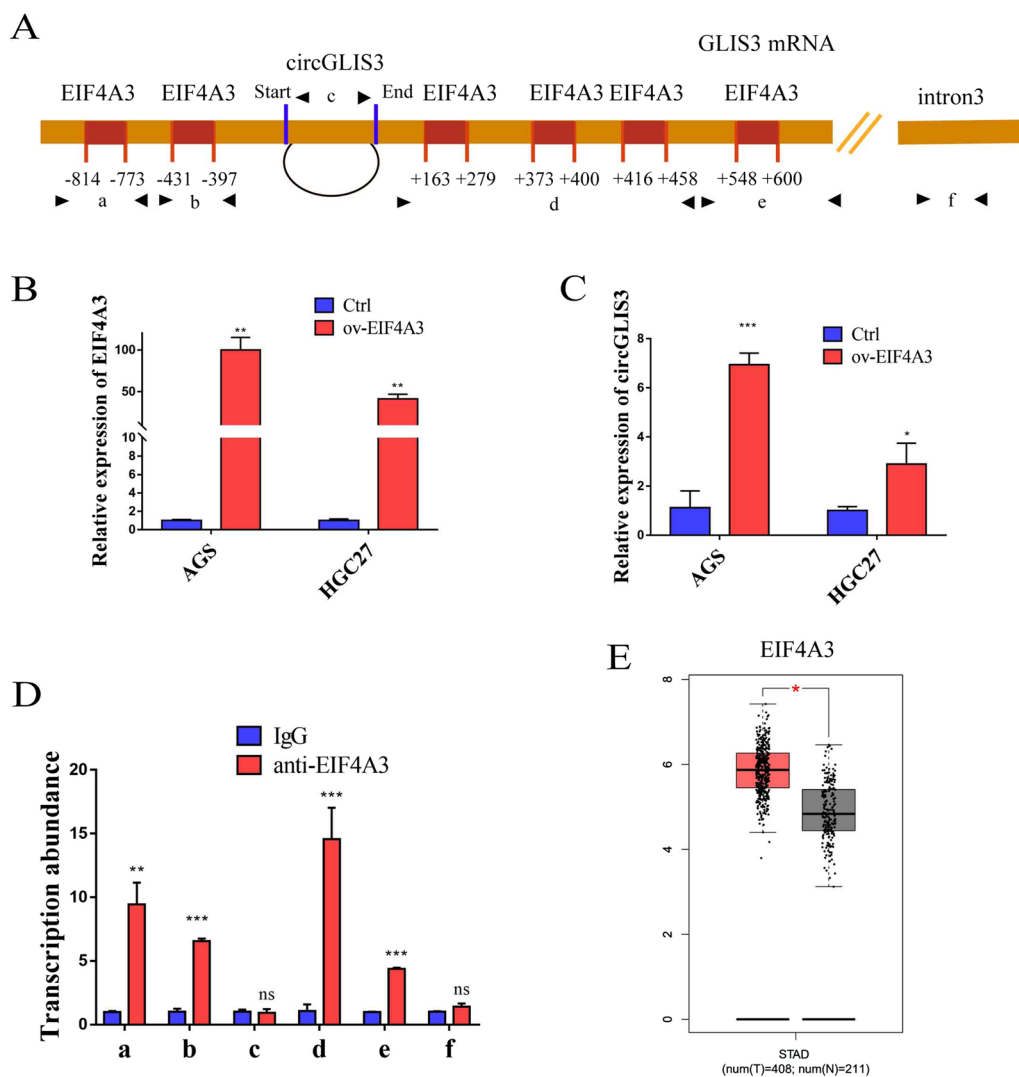 A
circGLIS3
GLIS3 mRNA
EIF4A3 EIF4A3 Start c End EIF4A3 EIF4A3 EIF4A3 EIF4A3 intron3
-814 -773 -431 -397 +163 +279 +373 +400 +416 +458 +548 +600
a b d e f
B
Ctrl
ov-EIF4A3
Relative expression of EIF4A3
100
50
10
8
6
4
2
0
**
**
AGS
HGC27
C
Ctrl
ov-EIF4A3
Relative expression of circGLIS3
8
6
4
2
0
***
*
AGS
HGC27
D
IgG
anti-EIF4A3
Transcription abundance
20
15
10
5
0
**
***
ns
***
***
ns
a b c d e f
E
EIF4A3
8
6
4
2
0
*
STAD
(num(T)=408; num(N)=211)